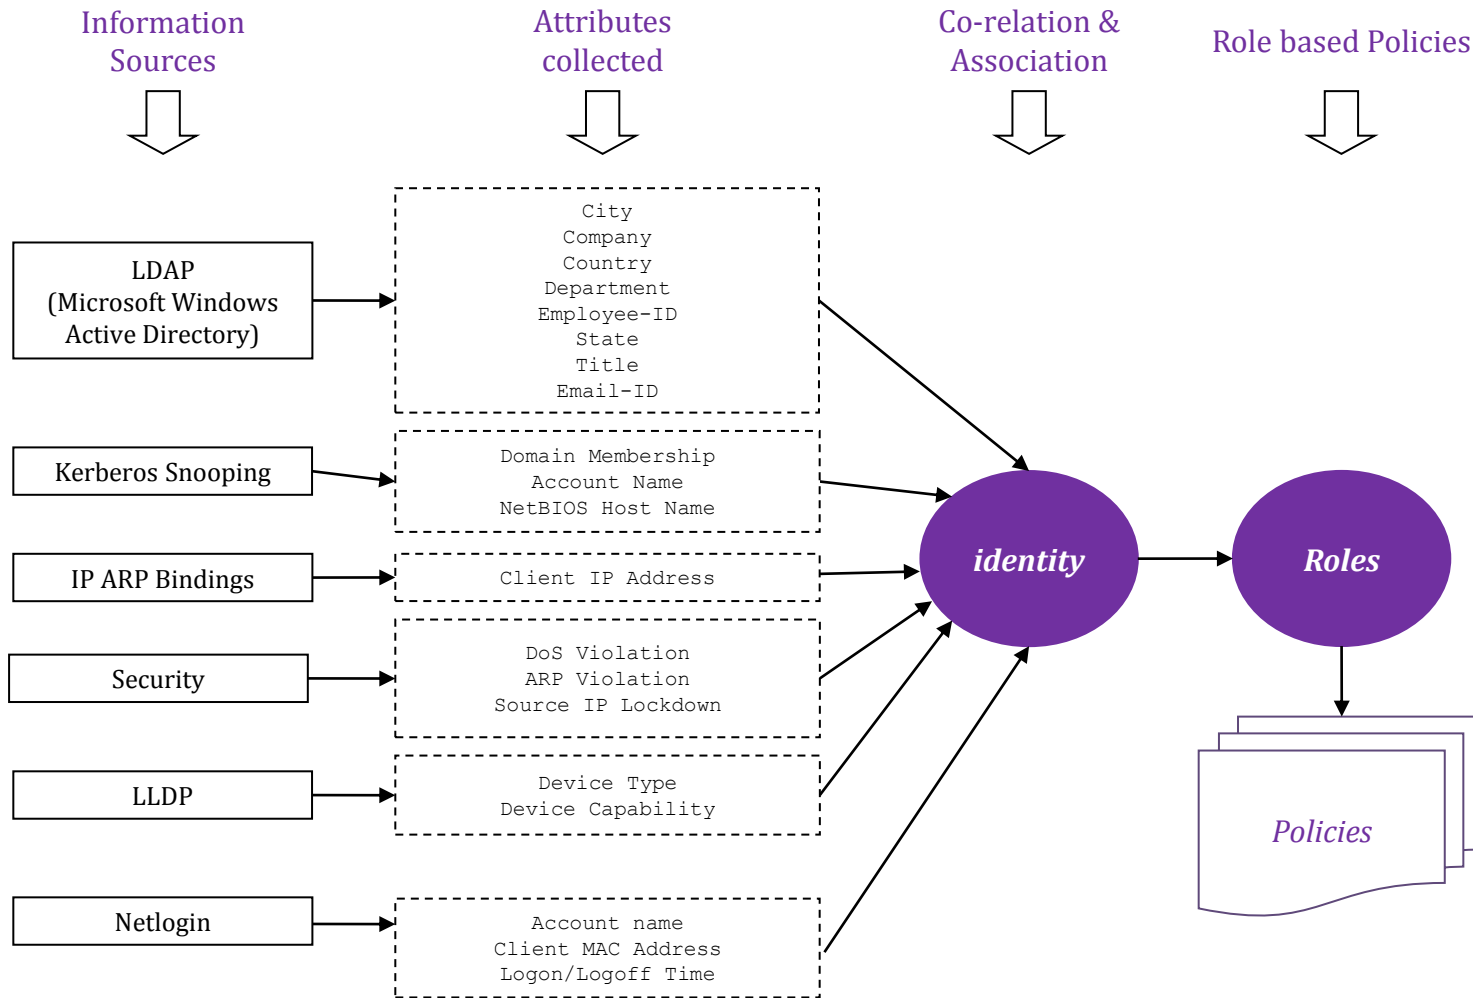 Information
Sources
Attributes
collected
Co-relation &
Association
Role based Policies
LDAP
(Microsoft Windows
Active Directory)
City
Company
Country
Department
Employee-ID
State
Title
Email-ID
Kerberos Snooping
Domain Membership
Account Name
NetBIOS Host Name
IP ARP Bindings
Client IP Address
Security
DoS Violation
ARP Violation
Source IP Lockdown
LLDP
Device Type
Device Capability
Netlogin
Account name
Client MAC Address
Logon/Logoff Time
identity
Roles
Policies